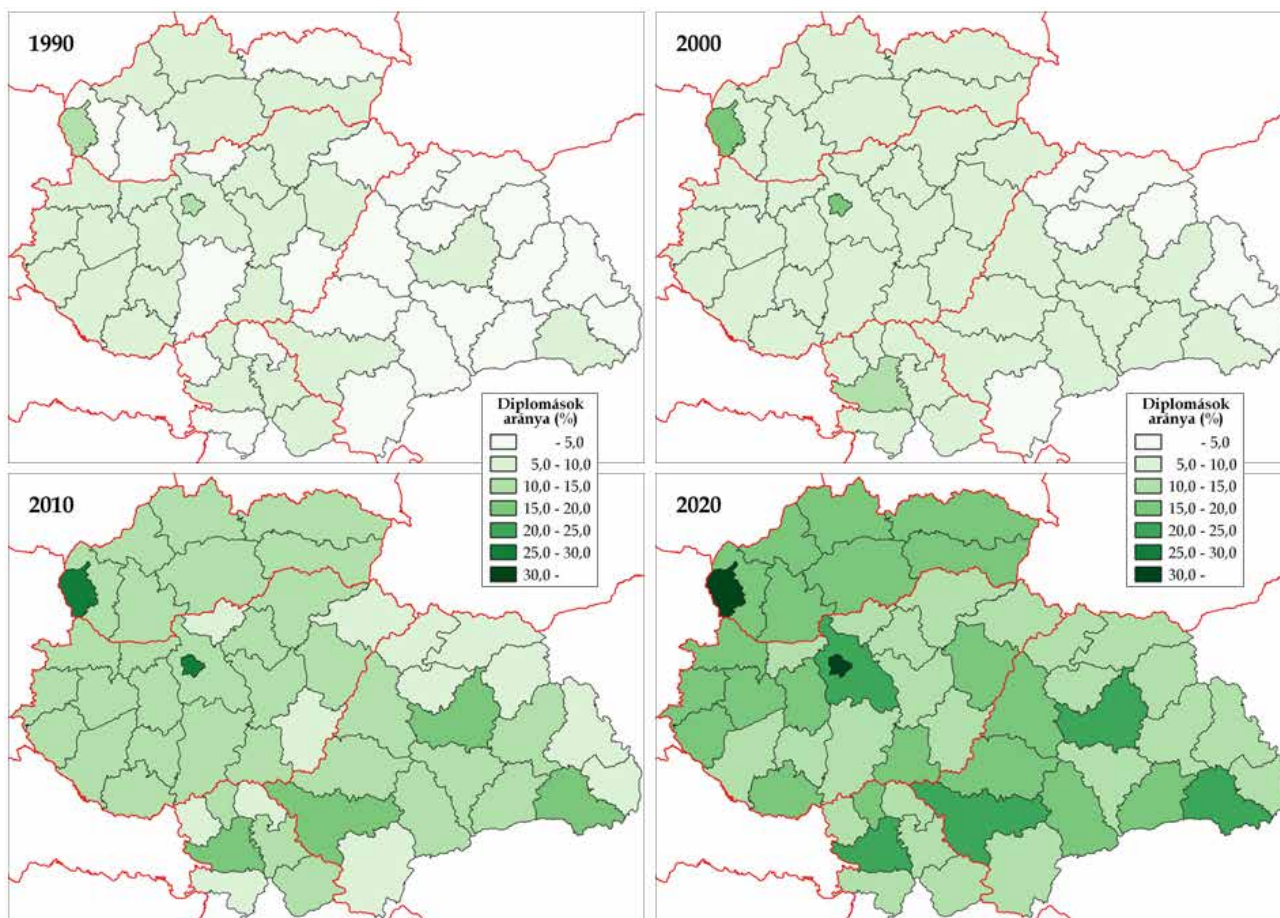 1990
2000
Diplomások
aránya (%)
- 5,0
5,0 - 10,0
10,0 - 15,0
15,0 - 20,0
20,0 - 25,0
25,0 - 30,0
30,0 -
Diplomások
aránya (%)
- 5,0
5,0 - 10,0
10,0 - 15,0
15,0 - 20,0
20,0 - 25,0
25,0 - 30,0
30,0 -
2010
2020